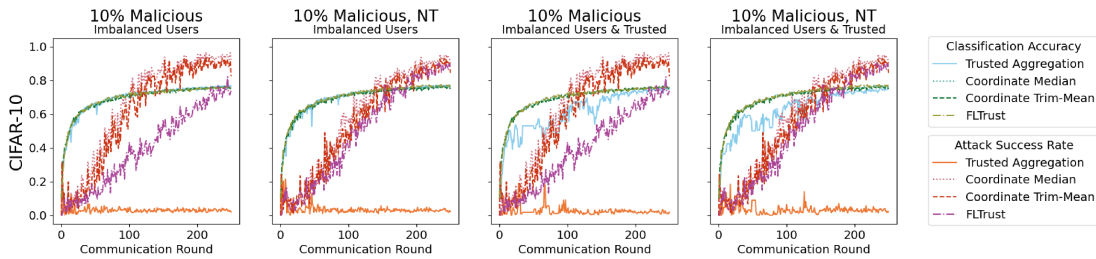 10% Malicious
Imbalanced Users
10% Malicious, NT
Imbalanced Users
10% Malicious
Imbalanced Users & Trusted
10% Malicious, NT
Imbalanced Users & Trusted
CIFAR-10
1.0
0.8
0.6
0.4
0.2
0.0
0 100 200
Communication Round
0 100 200
Communication Round
0 100 200
Communication Round
0 100 200
Communication Round
Classification Accuracy
Trusted Aggregation
Coordinate Median
Coordinate Trim-Mean
FLTrust
Attack Success Rate
Trusted Aggregation
Coordinate Median
Coordinate Trim-Mean
FLTrust